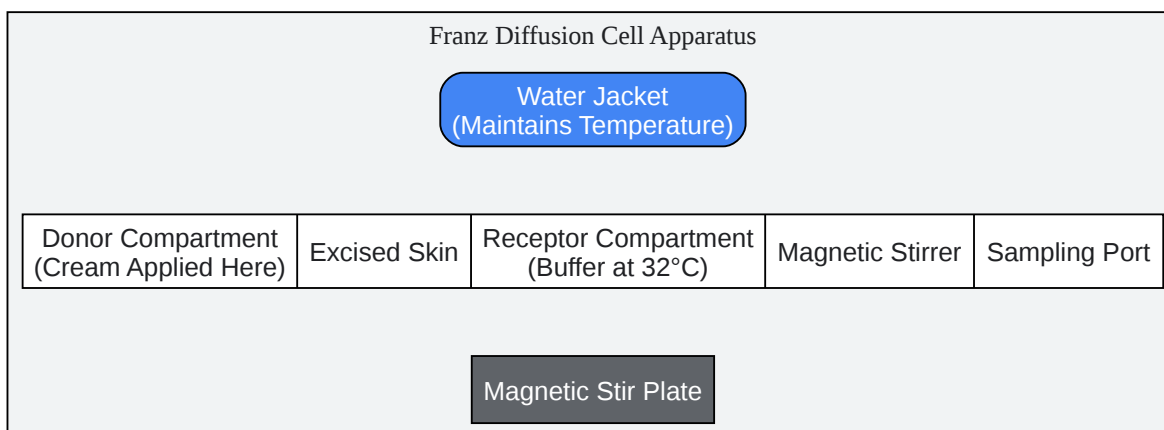 Franz Diffusion Cell Apparatus
Water Jacket
(Maintains Temperature)
Donor Compartment
(Cream Applied Here)
Excised Skin
Receptor Compartment
(Buffer at 32°C)
Magnetic Stirrer
Sampling Port
Magnetic Stir Plate